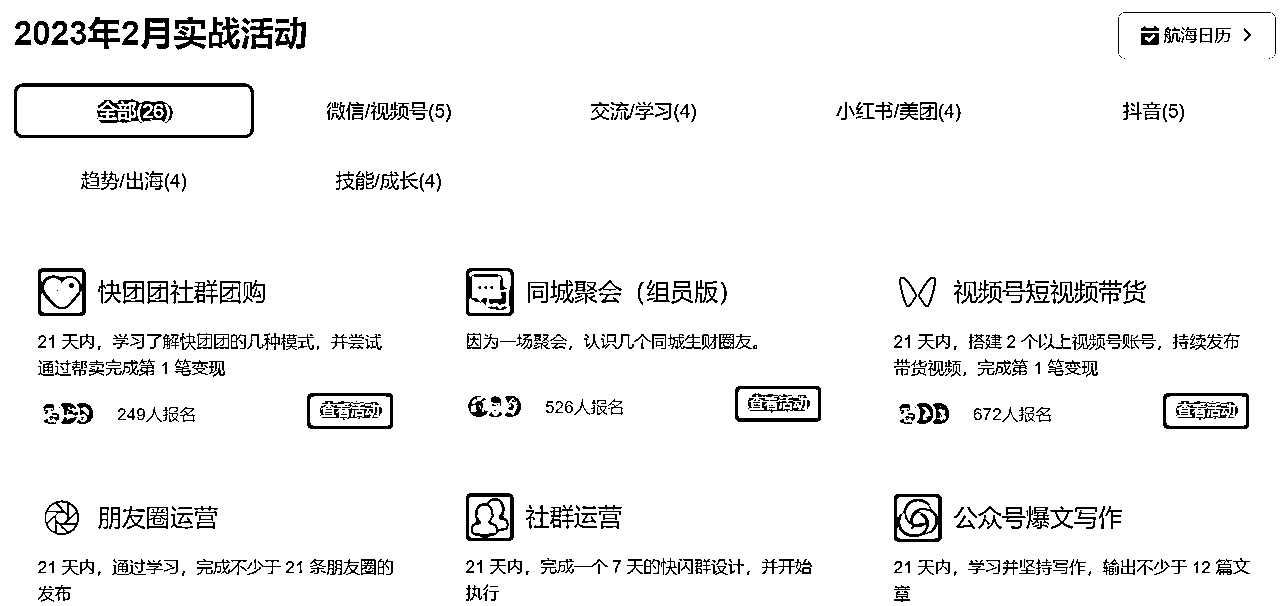 2023年2月实战活动
航海日历
全部(26)
微信/视频号(5)
交流/学习(4)
小红书/美团(4)
抖音(5)
趋势/出海(4)
技能/成长(4)
快团团社群团购
21 天内，学习了解快团团的几种模式，并尝试
通过帮卖完成第 1 笔变现
249人报名
查看活动
同城聚会（组员版）
因为一场聚会，认识几个同城生财圈友。
526人报名
查看活动
视频号短视频带货
21 天内，搭建 2 个以上视频号账号，持续发布
带货视频，完成第 1 笔变现
672人报名
查看活动
朋友圈运营
21 天内，通过学习，完成不少于 21 条朋友圈的
发布
社群运营
21 天内，完成一个 7 天的快闪群设计，并开始
执行
公众号爆文写作
21 天内，学习并坚持写作，输出不少于 12 篇文
章